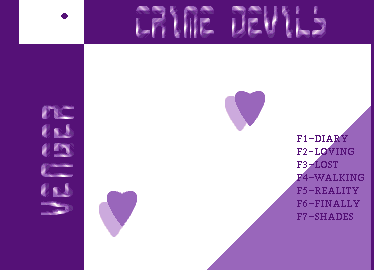 CRIME DEVILS
VENGER
F1-DIARY
F2-LOVING
F3-LOST
F4-WALKING
F5-REALITY
F6-FINALLY
F7-SHADES